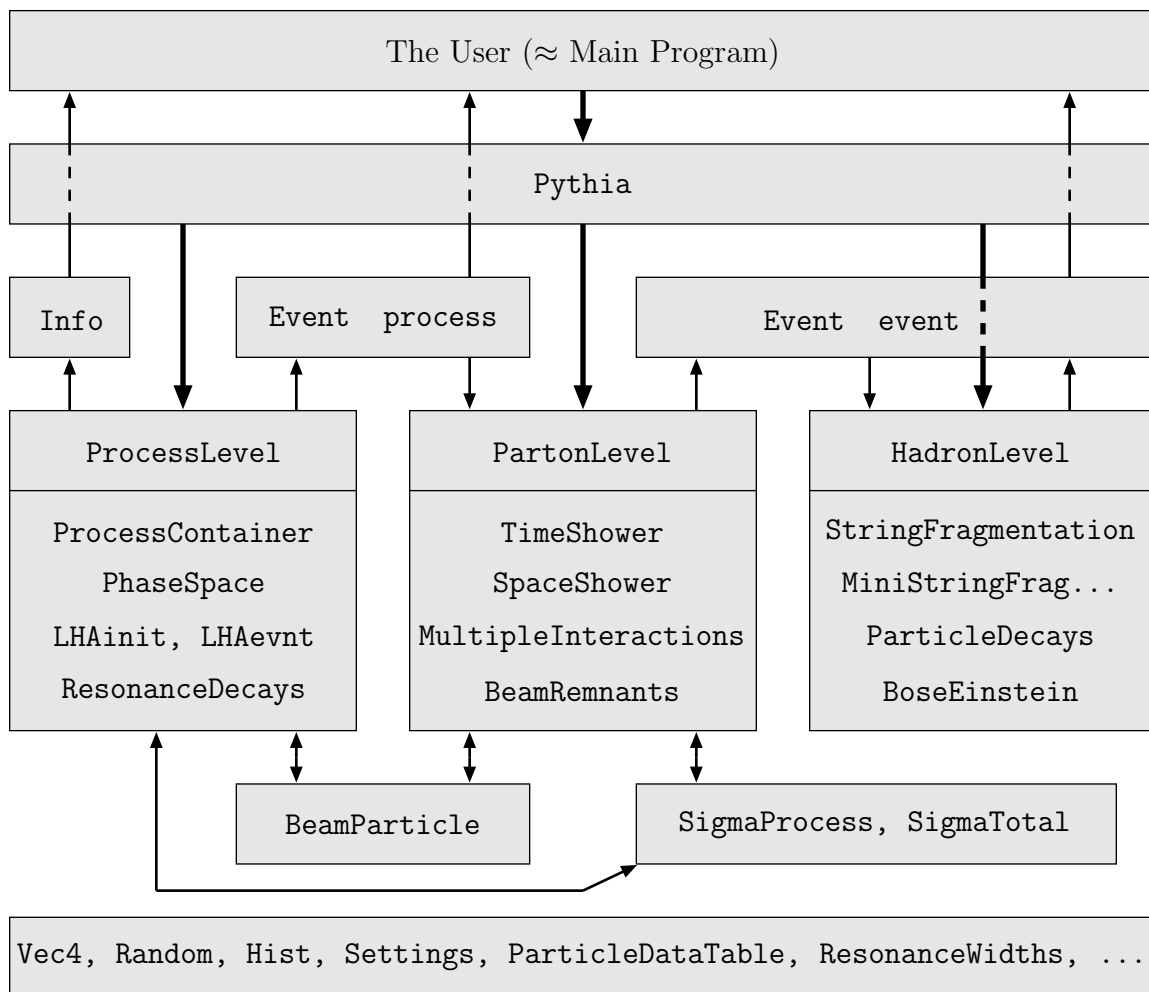 The User (≈ Main Program)
Pythia
Info
Event process
Event event
ProcessLevel
ProcessContainer
PhaseSpace
LHAinit, LHAevnt
ResonanceDecays
PartonLevel
TimeShower
SpaceShower
MultipleInteractions
BeamRemnants
HadronLevel
StringFragmentation
MiniStringFrag...
ParticleDecays
BoseEinstein
BeamParticle
SigmaProcess, SigmaTotal
Vec4, Random, Hist, Settings, ParticleDataTable, ResonanceWidths, ...